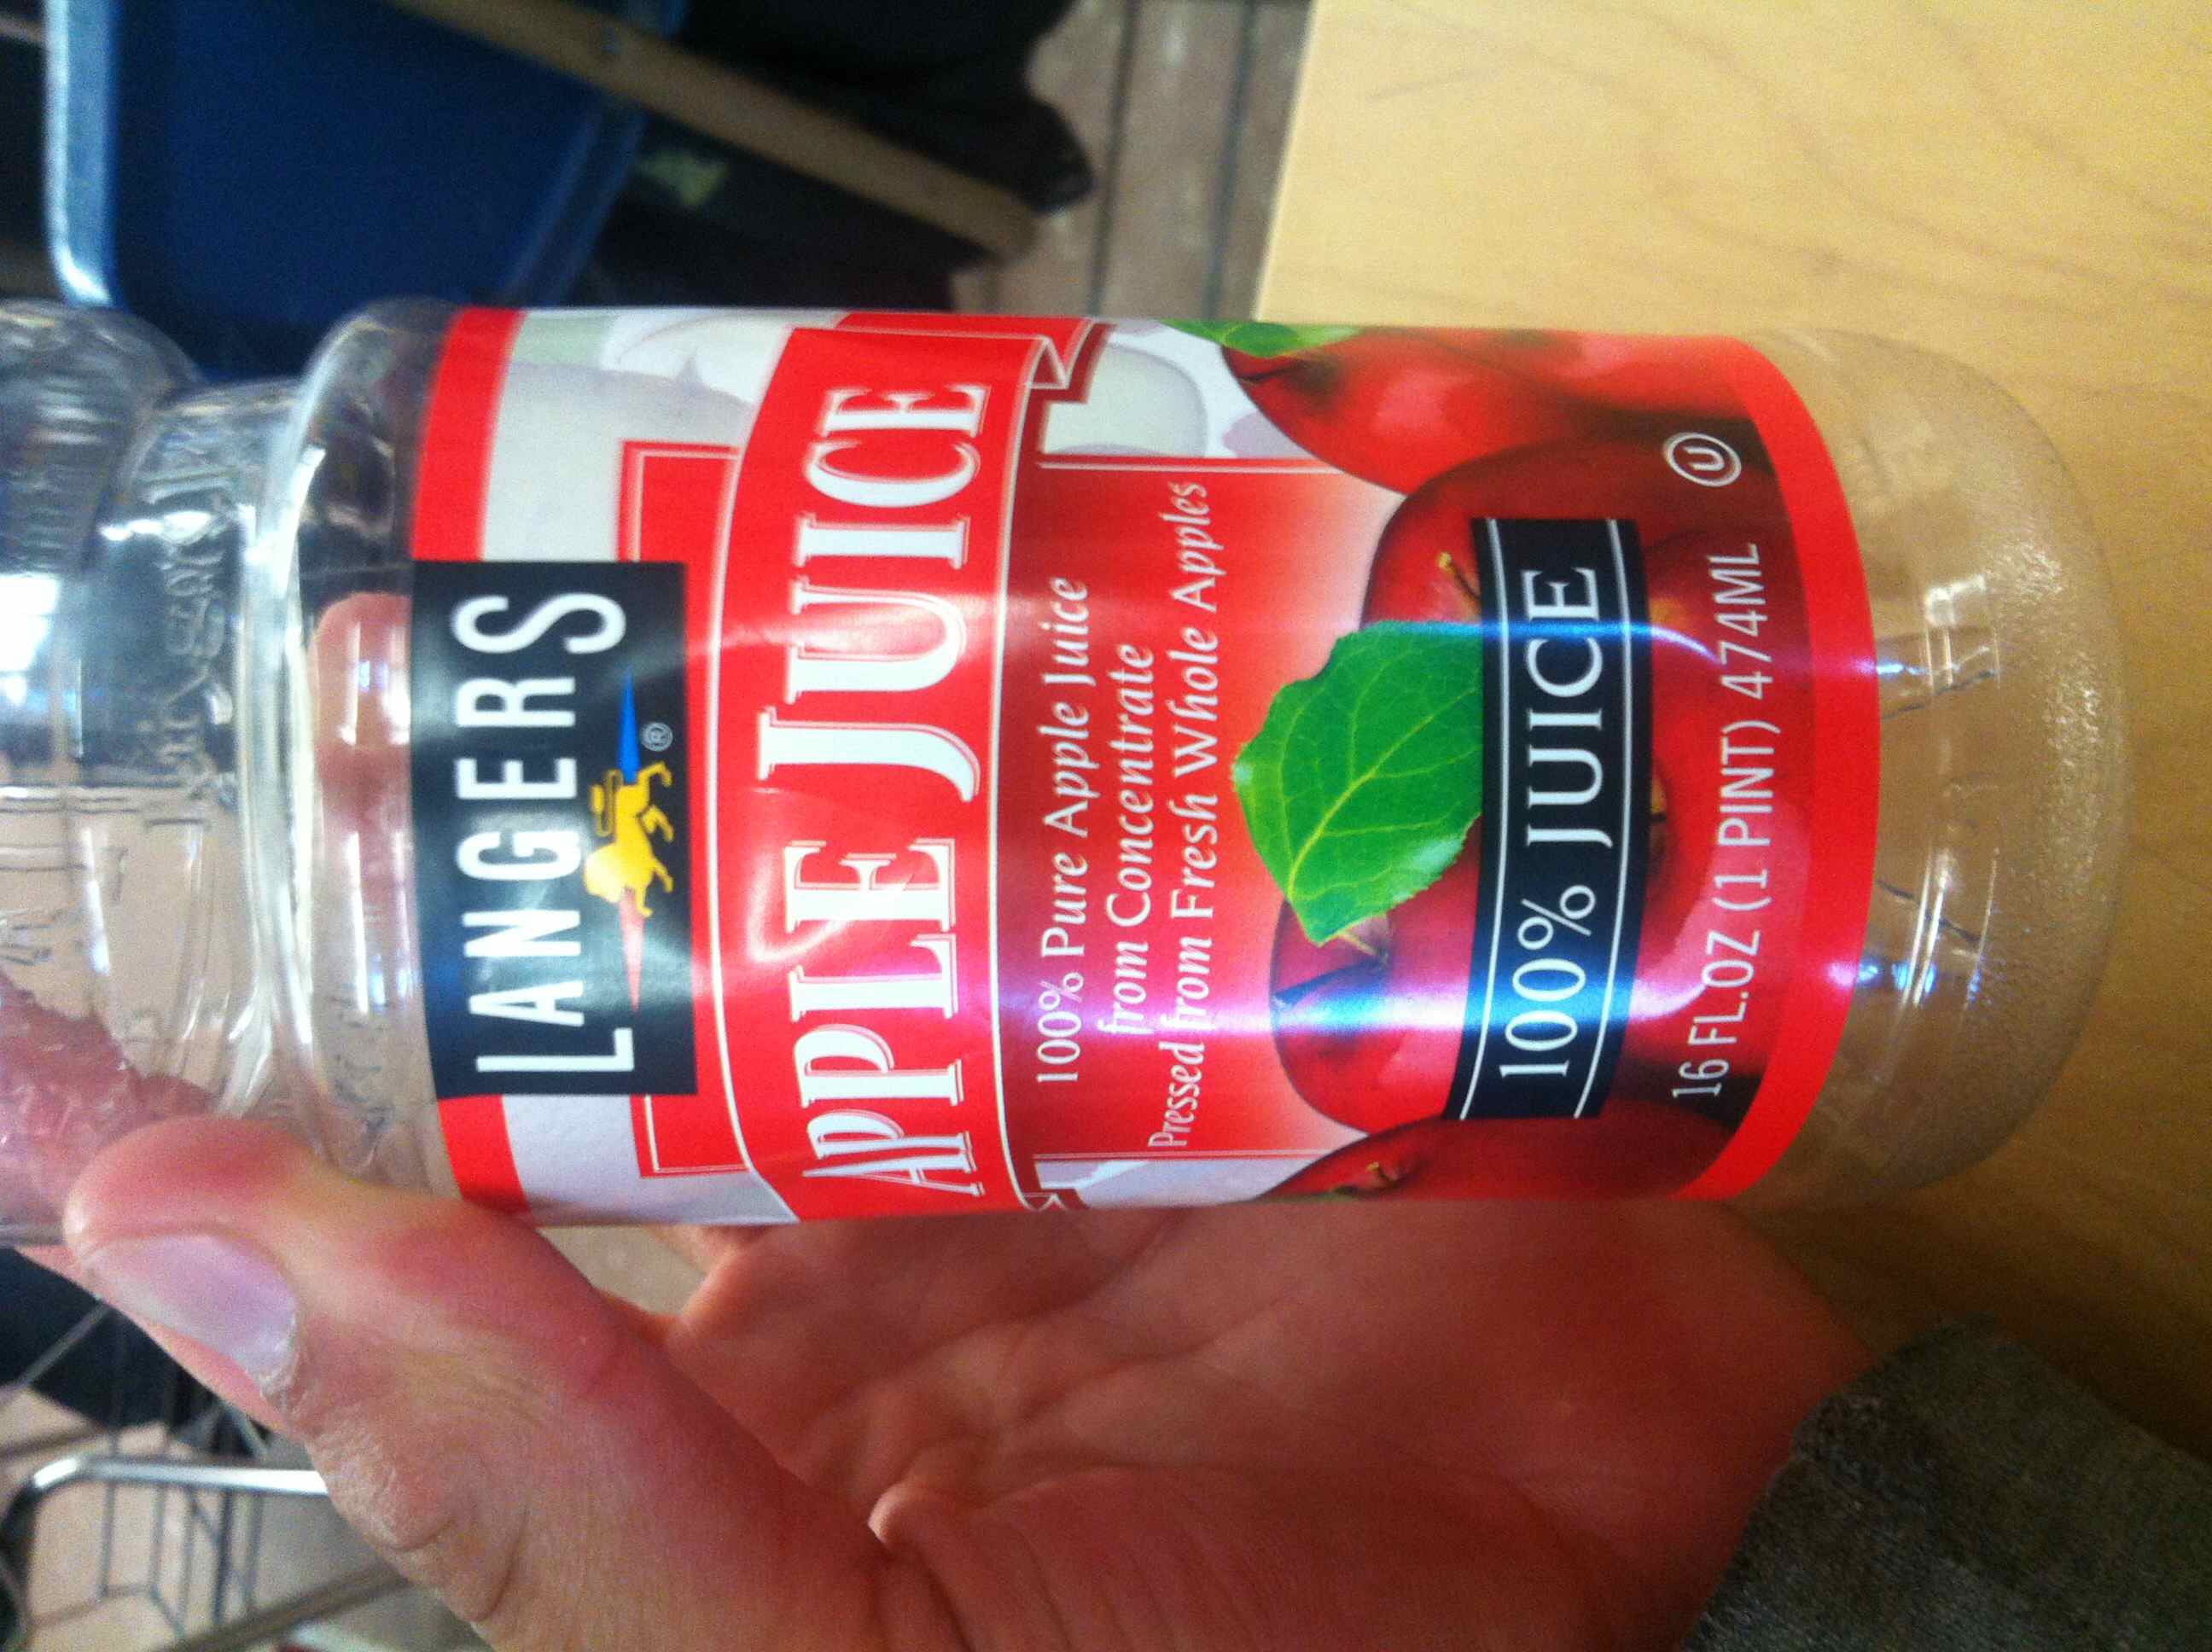 LANGERS
®
APPLE JUICE
100% Pure Apple Juice
from Concentrate
Pressed from Fresh Whole Apples
100% JUICE
16 FL.OZ (1 PINT) 474ML
U